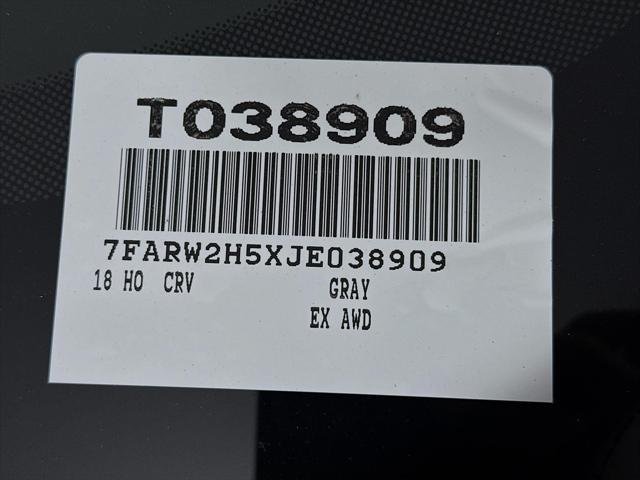 T038909
7FARW2H5XJE038909
18 HO CRV GRAY
EX AWD